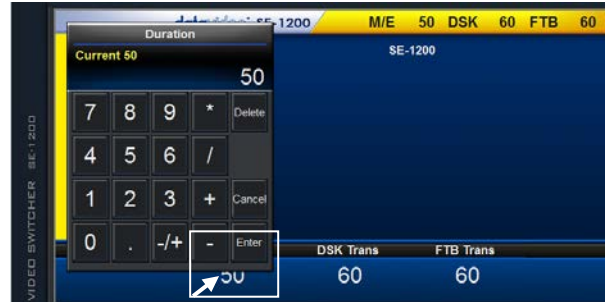 SE-1200 M/E 50 DSK 60 FTB 60
Duration
Current 50
50
SE-1200
7 8 9 * Delete
4 5 6 /
1 2 3 + Cancel
0 . -/+ - Enter
DSK Trans FTB Trans
50 60 60
VIDEO SWITCHER SE-1200